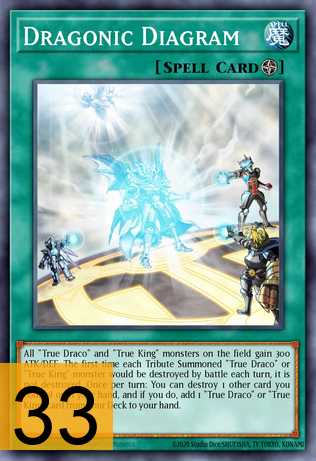 Dragonic Diagram
[Spell Card]
All "True Draco" and "True King" monsters on the field gain 300
ATK/DEF. The first time each Tribute Summoned "True Draco" or
"True King" monster would be destroyed by battle each turn, it is
not destroyed. Once per turn: You can destroy 1 other card you
hand, and if you do, add 1 "True Draco" or "True
card from your Deck to your hand.
33
©2020 Studio Dice/SHUEISHA, TV TOKYO, KONAMI